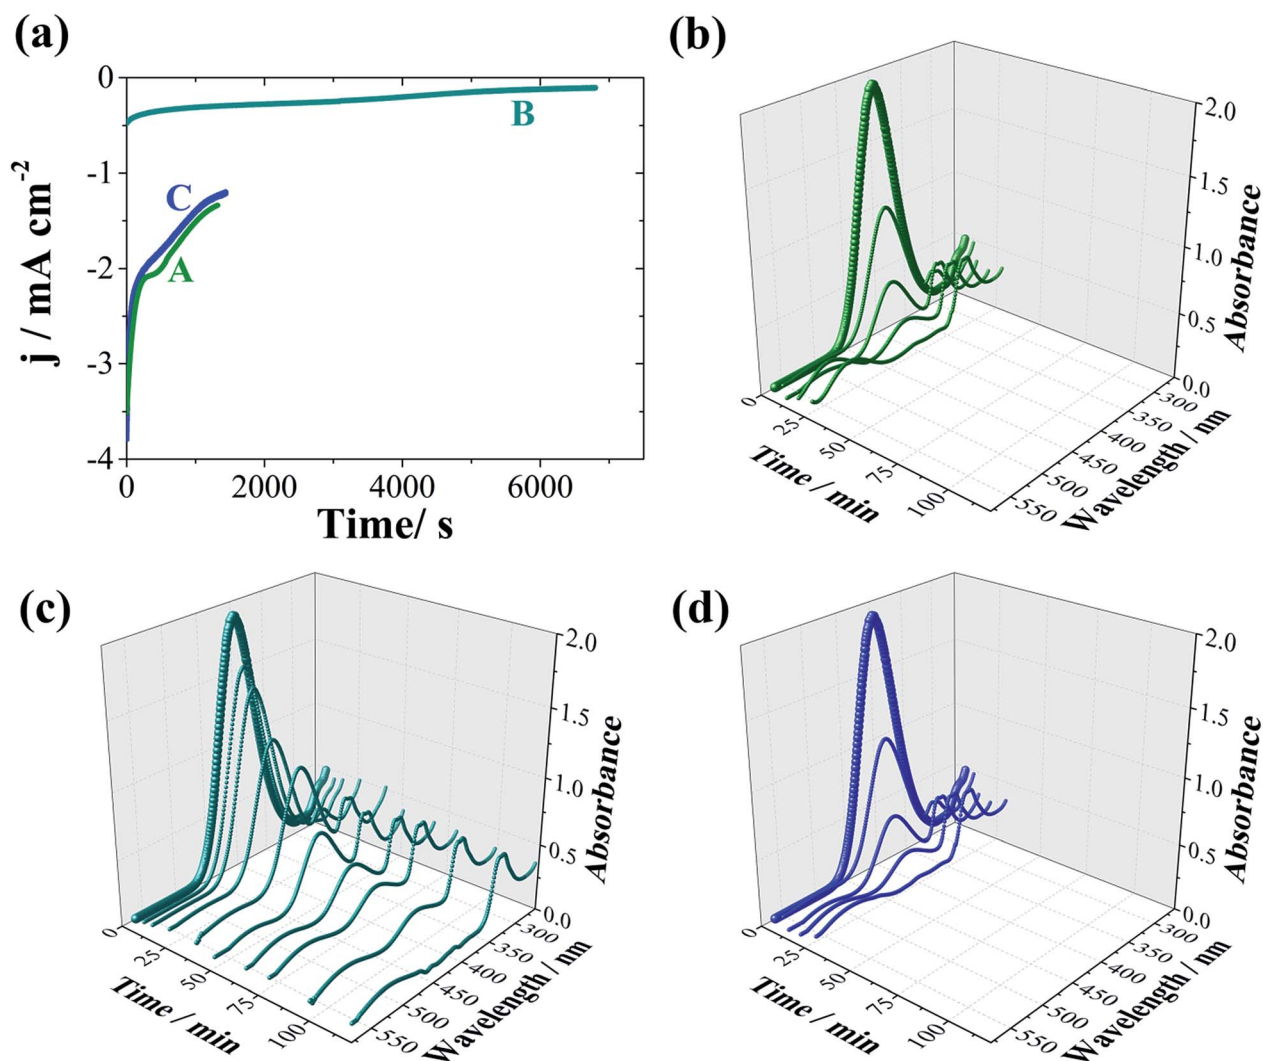 (a)
0
-1
-2
-3
-4
j / mA cm-2
B
C
A
0 2000 4000 6000
Time/ s
(b)
2.0
1.5
1.0
0.5
0.0
Absorbance
0 25 50 75 100
Time / min
300 350 400 450 500 550
Wavelength / nm
(c)
2.0
1.5
1.0
0.5
0.0
Absorbance
0 25 50 75 100
Time / min
300 350 400 450 500 550
Wavelength / nm
(d)
2.0
1.5
1.0
0.5
0.0
Absorbance
0 25 50 75 100
Time / min
300 350 400 450 500 550
Wavelength / nm